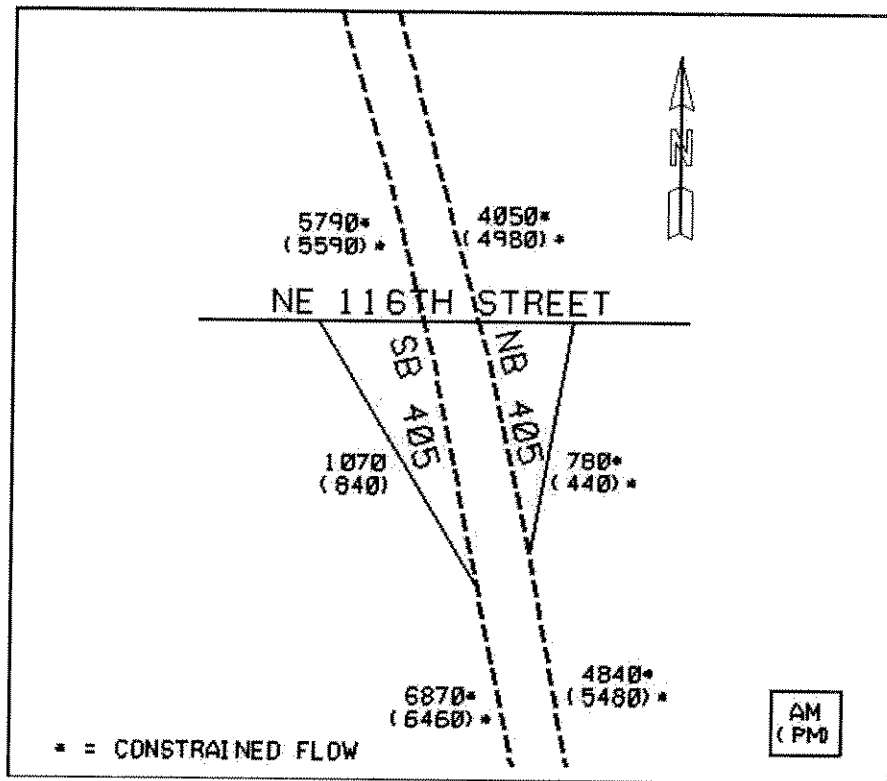 N
5790*
(5590)*
4050*
(4980)*
NE 116TH STREET
SB 405
NB 405
1070
(840)
780*
(440)*
6870*
(6460)*
4840*
(5480)*
* = CONSTRAINED FLOW
AM
(PM)